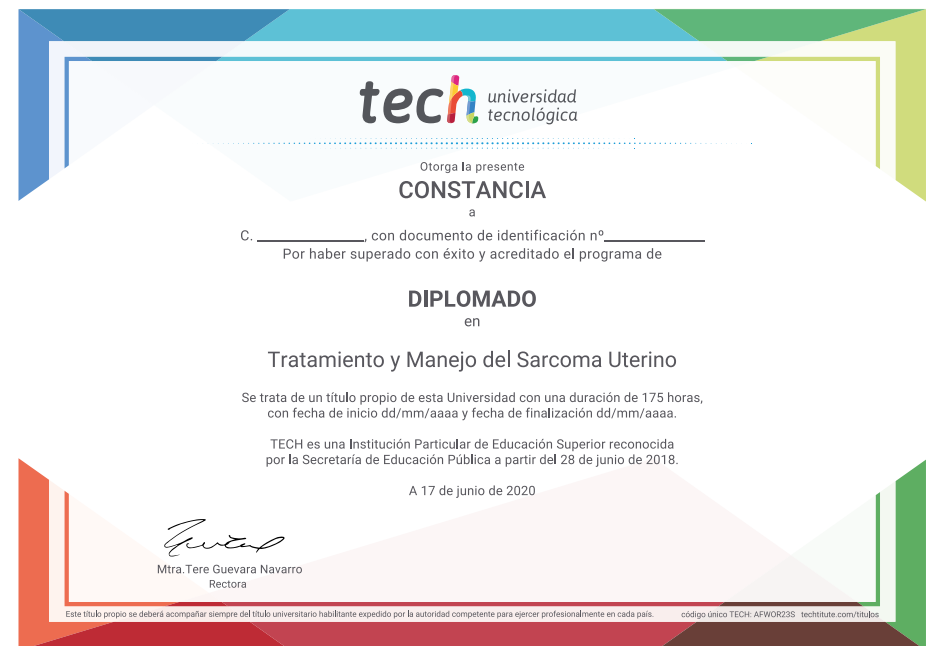 tech universidad
tecnológica
Otorga la presente
CONSTANCIA
a
C. ______________, con documento de identificación nº______________
Por haber superado con éxito y acreditado el programa de
DIPLOMADO
en
Tratamiento y Manejo del Sarcoma Uterino
Se trata de un título propio de esta Universidad con una duración de 175 horas,
con fecha de inicio dd/mm/aaaa y fecha de finalización dd/mm/aaaa.
TECH es una Institución Particular de Educación Superior reconocida
por la Secretaría de Educación Pública a partir del 28 de junio de 2018.
A 17 de junio de 2020
Mtra.Tere Guevara Navarro
Rectora
Este título propio se deberá acompañar siempre del título universitario habilitante expedido por la autoridad competente para ejercer profesionalmente en cada país. código único TECH: AFWOR23S techtitute.com/titulos